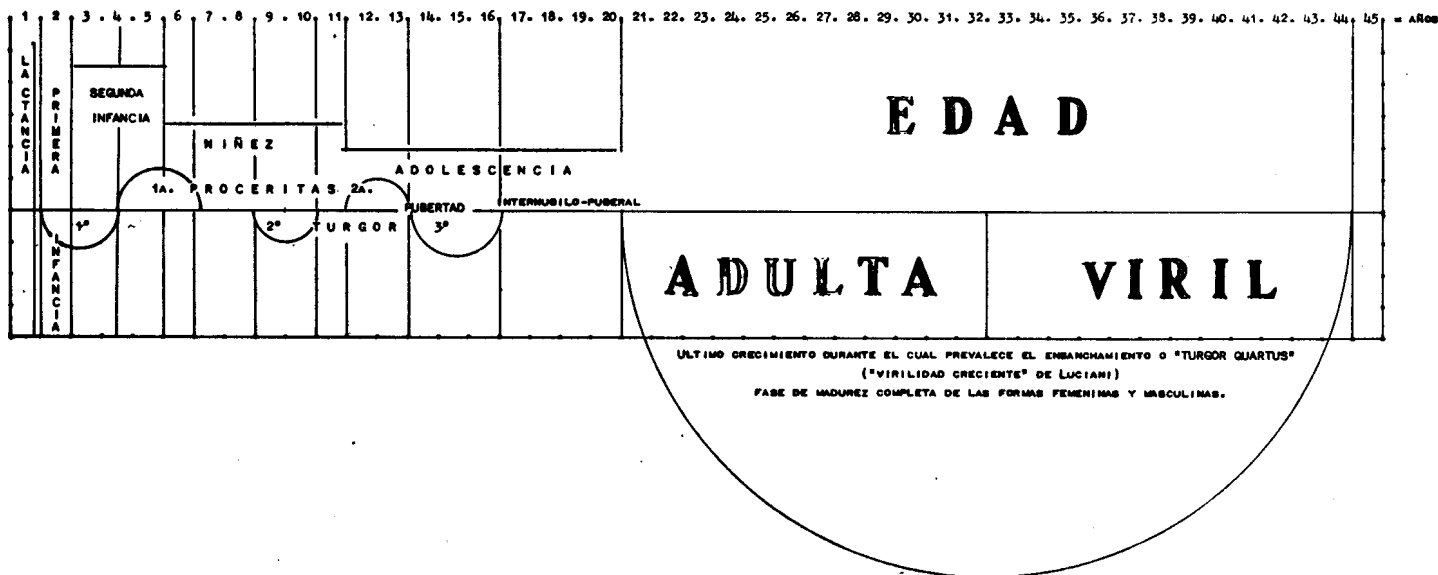 1 2 3 . 4 . 5 6 7 . 8 9 . 10 11 12. 13 14. 15. 16 17. 18. 19. 20 21. 22. 23. 24. 25. 26. 27. 28. 29. 30. 31. 32. 33. 34. 35. 36. 37. 38. 39. 40. 41. 42. 43. 44 45 = AÑOS
LACTANCIA
PRIMERA INFANCIA
SEGUNDA
INFANCIA
NIÑEZ
ADOLESCENCIA
1A. PROCERITAS 2A.
PUBERTAD
INTERNUBILO-PUBERAL
1º 2º TURGOR 3º
EDAD
ADULTA VIRIL
ULTIMO CRECIMIENTO DURANTE EL CUAL PREVALECE EL ENSANCHAMIENTO O "TURGOR QUARTUS"
("VIRILIDAD CRECIENTE" DE LUCIANI)
FASE DE MADUREZ COMPLETA DE LAS FORMAS FEMENINAS Y MASCULINAS.